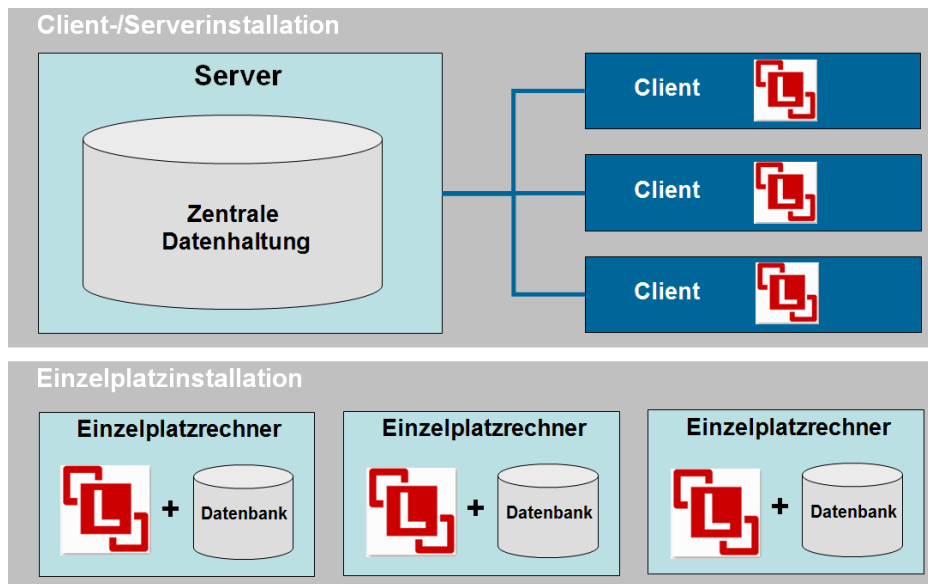 Client-/Serverinstallation
Server
Zentrale
Datenhaltung
Client
L
Client
L
Client
L
Einzelplatzinstallation
Einzelplatzrechner
L
+
Datenbank
Einzelplatzrechner
L
+
Datenbank
Einzelplatzrechner
L
+
Datenbank